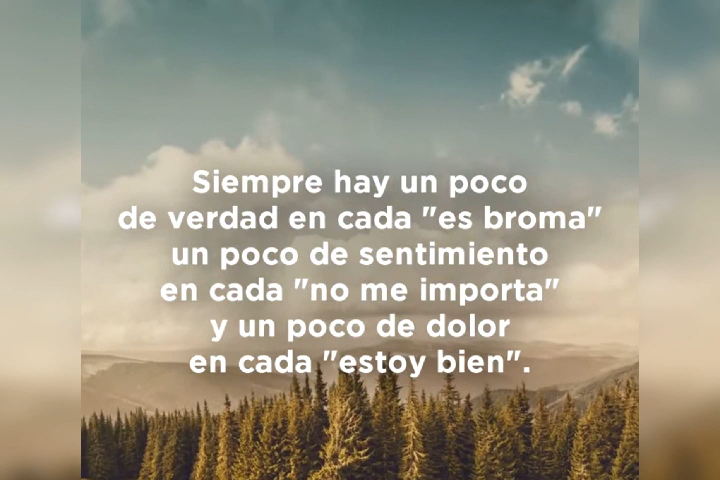 Siempre hay un poco
de verdad en cada "es broma"
un poco de sentimiento
en cada "no me importa"
y un poco de dolor
en cada "estoy bien".